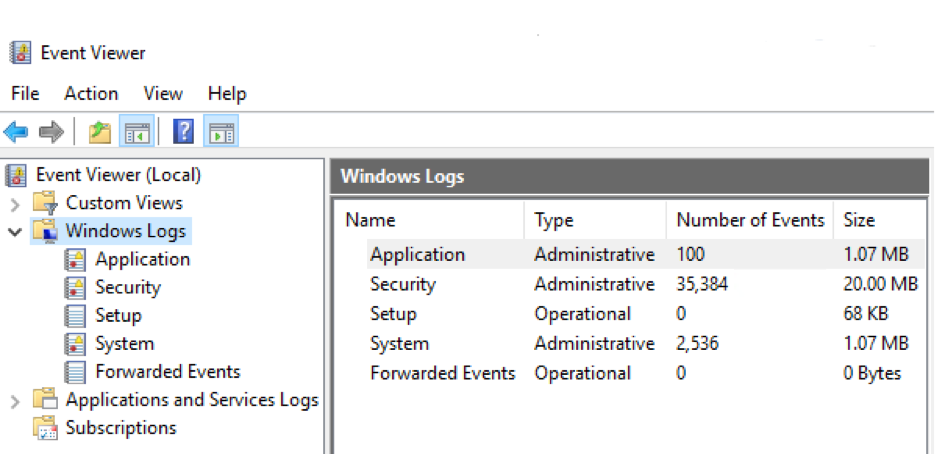 Event Viewer
File Action View Help
Event Viewer (Local)
Custom Views
Windows Logs
Application
Security
Setup
System
Forwarded Events
Applications and Services Logs
Subscriptions
Windows Logs
Name Type Number of Events Size
Application Administrative 100 1.07 MB
Security Administrative 35,384 20.00 MB
Setup Operational 0 68 KB
System Administrative 2,536 1.07 MB
Forwarded Events Operational 0 0 Bytes